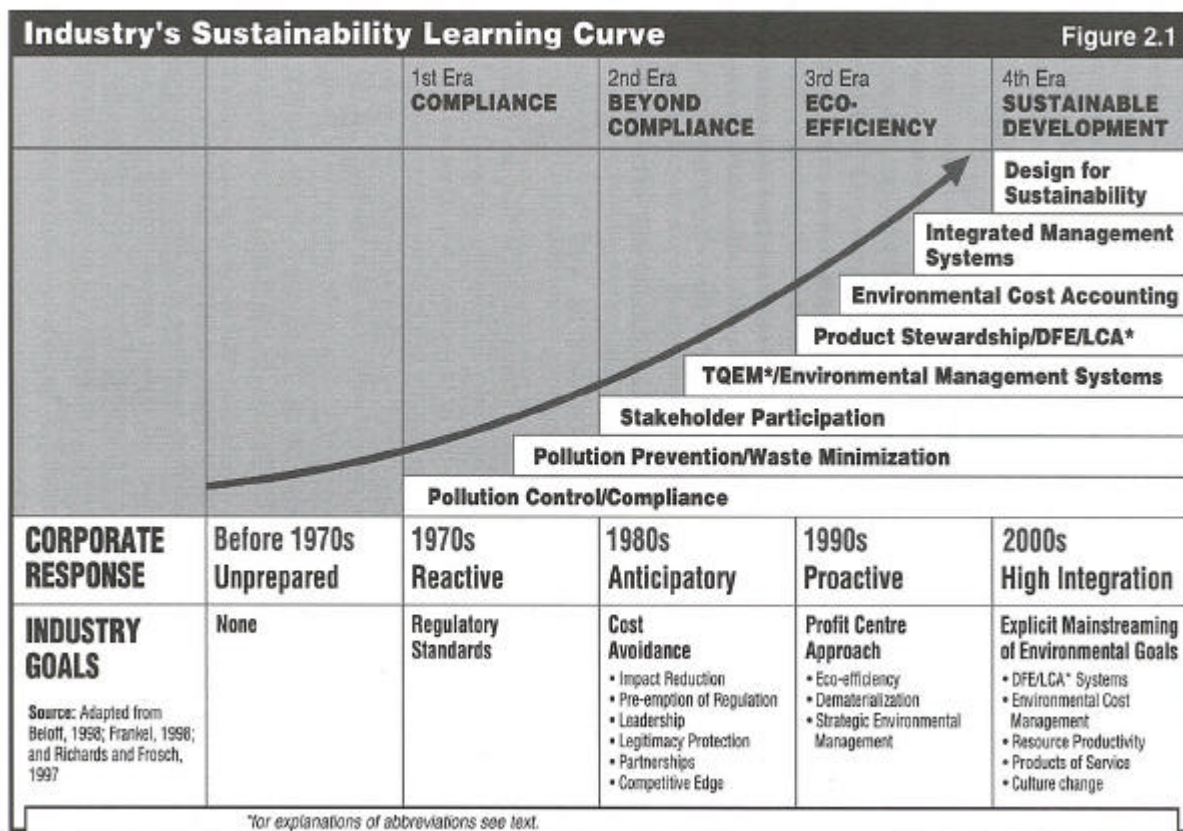 Industry's Sustainability Learning Curve
Figure 2.1
1st Era
COMPLIANCE
2nd Era
BEYOND
COMPLIANCE
3rd Era
ECO-
EFFICIENCY
4th Era
SUSTAINABLE
DEVELOPMENT
Design for
Sustainability
Integrated Management
Systems
Environmental Cost Accounting
Product Stewardship/DFE/LCA*
TQEM*/Environmental Management Systems
Stakeholder Participation
Pollution Prevention/Waste Minimization
Pollution Control/Compliance
CORPORATE
RESPONSE
Before 1970s
Unprepared
1970s
Reactive
1980s
Anticipatory
1990s
Proactive
2000s
High Integration
INDUSTRY
GOALS
Source: Adapted from
Beloff, 1998; Frankel, 1998;
and Richards and Frosch,
1997
None
Regulatory
Standards
Cost
Avoidance
• Impact Reduction
• Pre-emption of Regulation
• Leadership
• Legitimacy Protection
• Partnerships
• Competitive Edge
Profit Centre
Approach
• Eco-efficiency
• Dematerialization
• Strategic Environmental
Management
Explicit Mainstreaming
of Environmental Goals
• DFE/LCA* Systems
• Environmental Cost
Management
• Resource Productivity
• Products of Service
• Culture change
*for explanations of abbreviations see text.